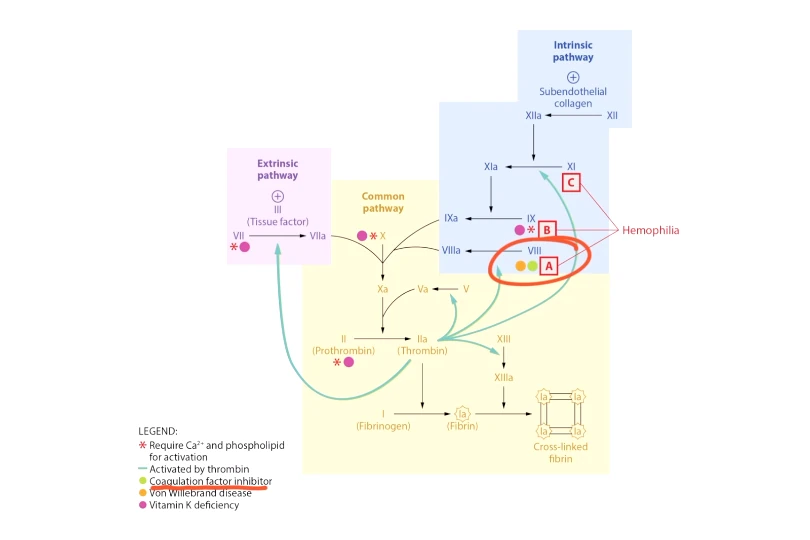 Intrinsic
pathway
+
Subendothelial
collagen
XIIa
XII
XIa
XI
C
Extrinsic
pathway
+
III
(Tissue factor)
VII
VIIa
*
Common
pathway
* X
IXa
IX
* B
Hemophilia
VIIIa
VIII
A
Xa
Va
V
II
(Prothrombin)
*
IIa
(Thrombin)
XIII
XIIIa
I
(Fibrinogen)
Ia
(Fibrin)
Ia Ia
Ia Ia
Cross-linked
fibrin
LEGEND:
* Require Ca²⁺ and phospholipid
for activation
Activated by thrombin
Coagulation factor inhibitor
Von Willebrand disease
Vitamin K deficiency